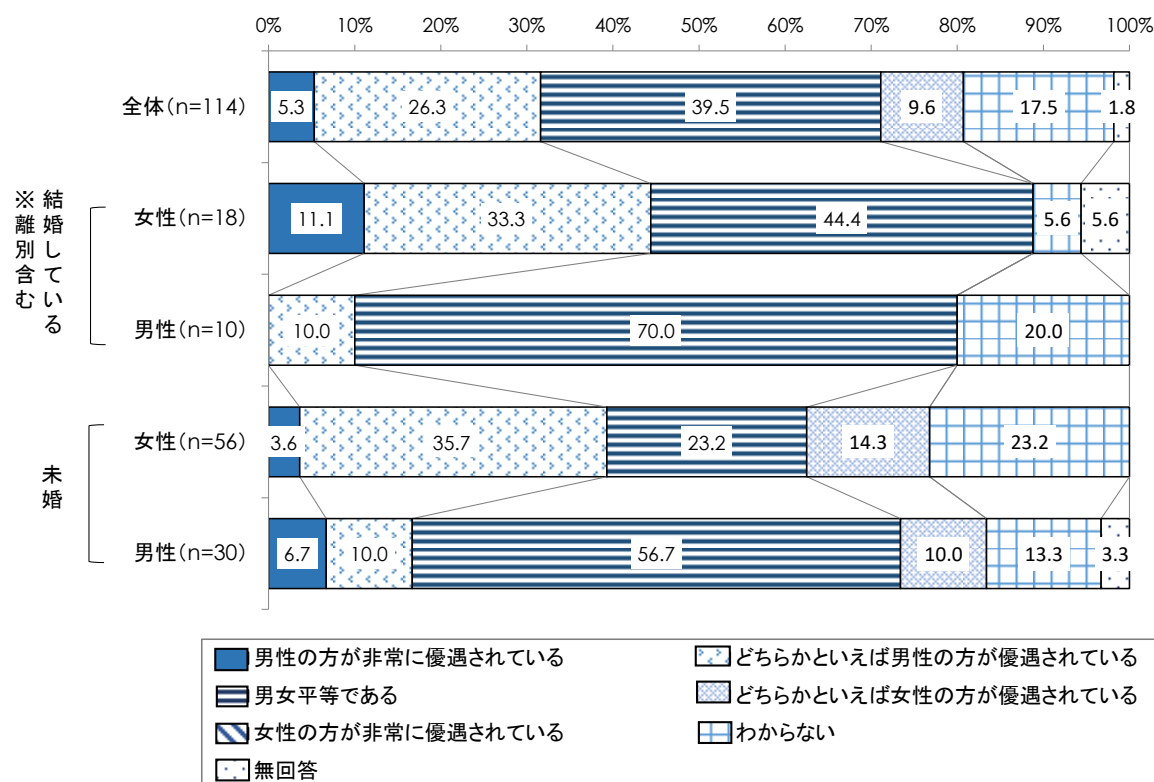 0% 10% 20% 30% 40% 50% 60% 70% 80% 90% 100%
全体(n=114) 5.3 26.3 39.5 9.6 17.5 1.8
結婚している
※離別含む
女性(n=18) 11.1 33.3 44.4 5.6 5.6
男性(n=10) 10.0 70.0 20.0
未婚
女性(n=56) 3.6 35.7 23.2 14.3 23.2
男性(n=30) 6.7 10.0 56.7 10.0 13.3 3.3
男性の方が非常に優遇されている どちらかといえば男性の方が優遇されている
男女平等である どちらかといえば女性の方が優遇されている
女性の方が非常に優遇されている わからない
無回答